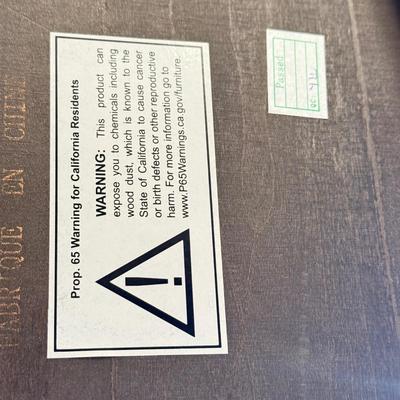 Prop. 65 Warning for California Residents
WARNING: This product can
expose you to chemicals including
wood dust, which is known to the
State of California to cause cancer
or birth defects or other reproductive
harm. For more information go to
www.P65Warnings.ca.gov/furniture.
Passed
QC
EN